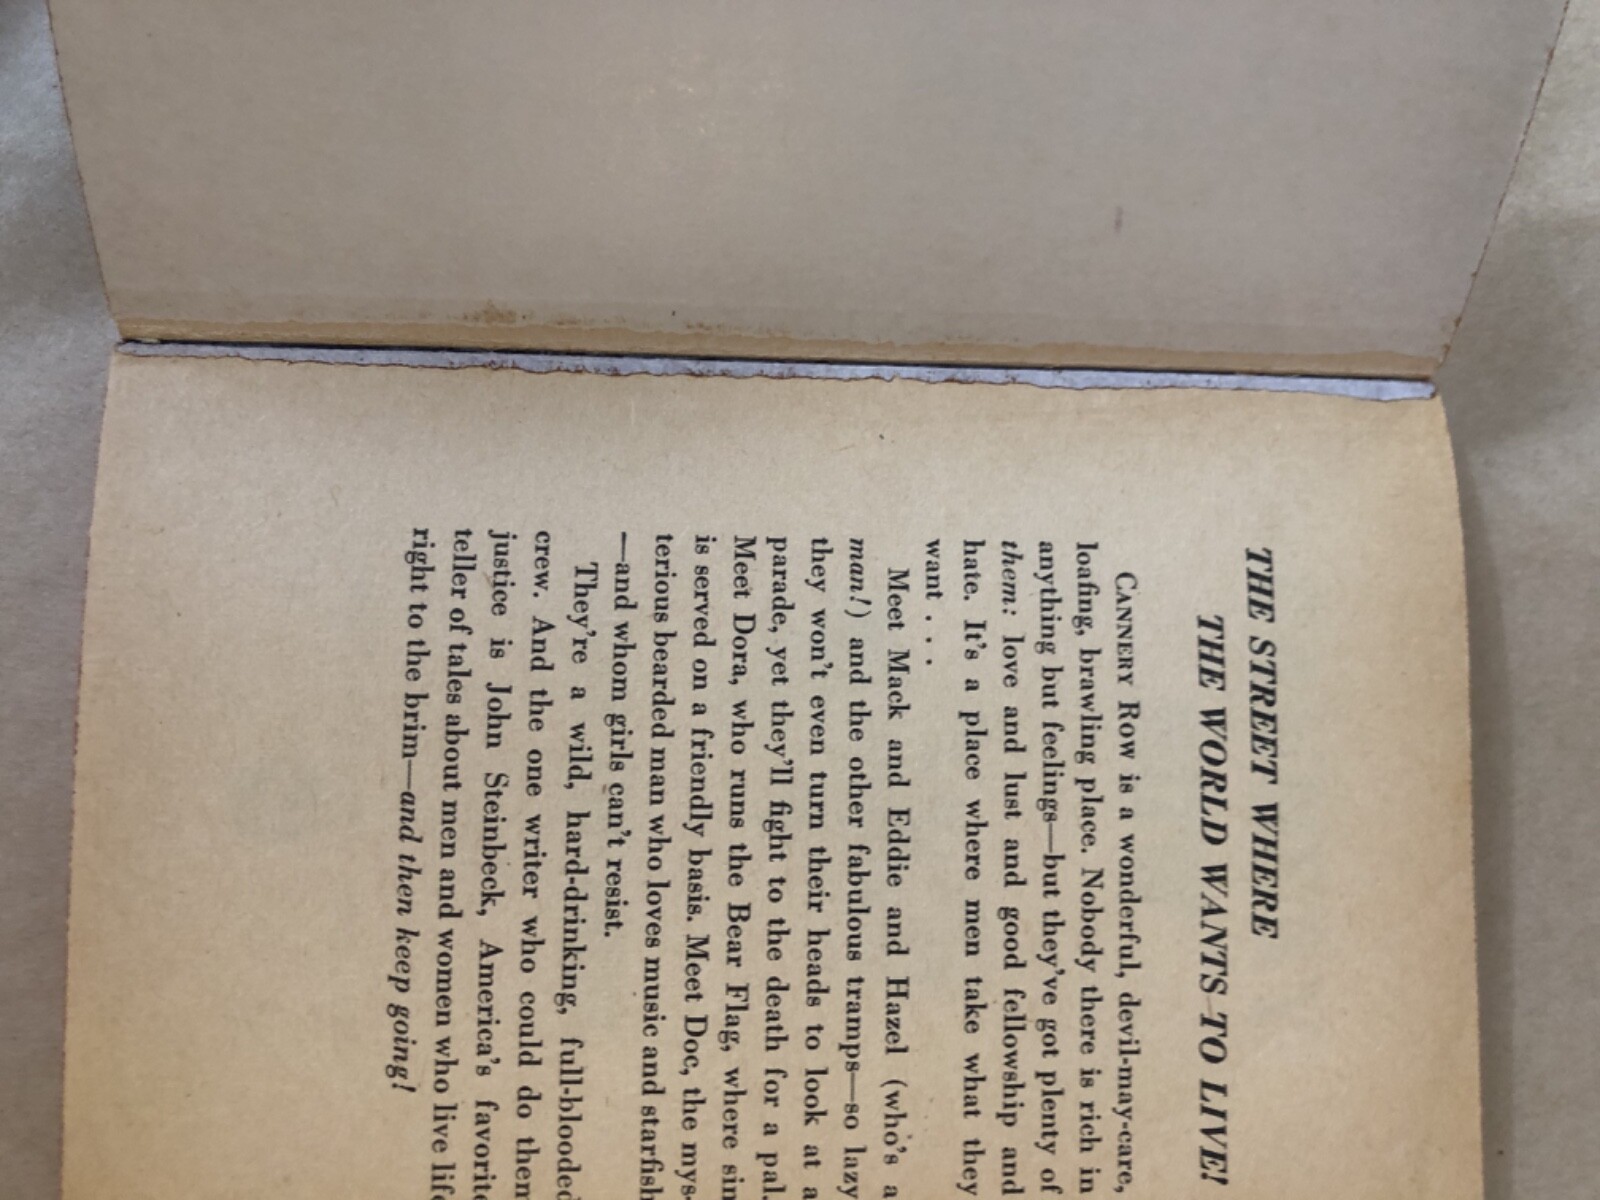 THE STREET WHERE
THE WORLD WANTS TO LIVE!
CANNERY ROW is a wonderful, devil-may-care,
loafing, brawling place. Nobody there is rich in
anything but feelings—but they've got plenty of
them: love and lust and good fellowship and
hate. It's a place where men take what they
want . . .
Meet Mack and Eddie and Hazel (who's a
man!) and the other fabulous tramps—so lazy
they won't even turn their heads to look at a
parade, yet they'll fight to the death for a pal.
Meet Dora, who runs the Bear Flag, where sin
is served on a friendly basis. Meet Doc, the mys-
terious bearded man who loves music and starfish
—and whom girls can't resist.
They're a wild, hard-drinking, full-blooded
crew. And the one writer who could do them
justice is John Steinbeck, America's favorite
teller of tales about men and women who live life
right to the brim—and then keep going!